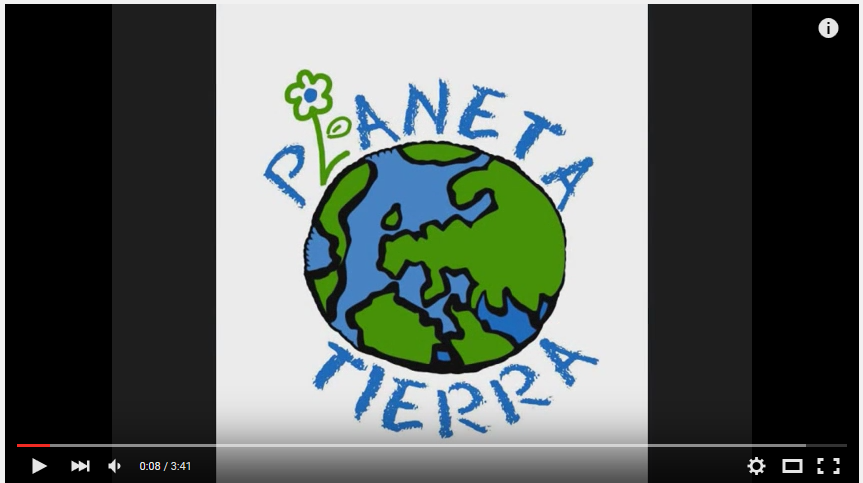 PLANETA
TIERRA
0:08 / 3:41